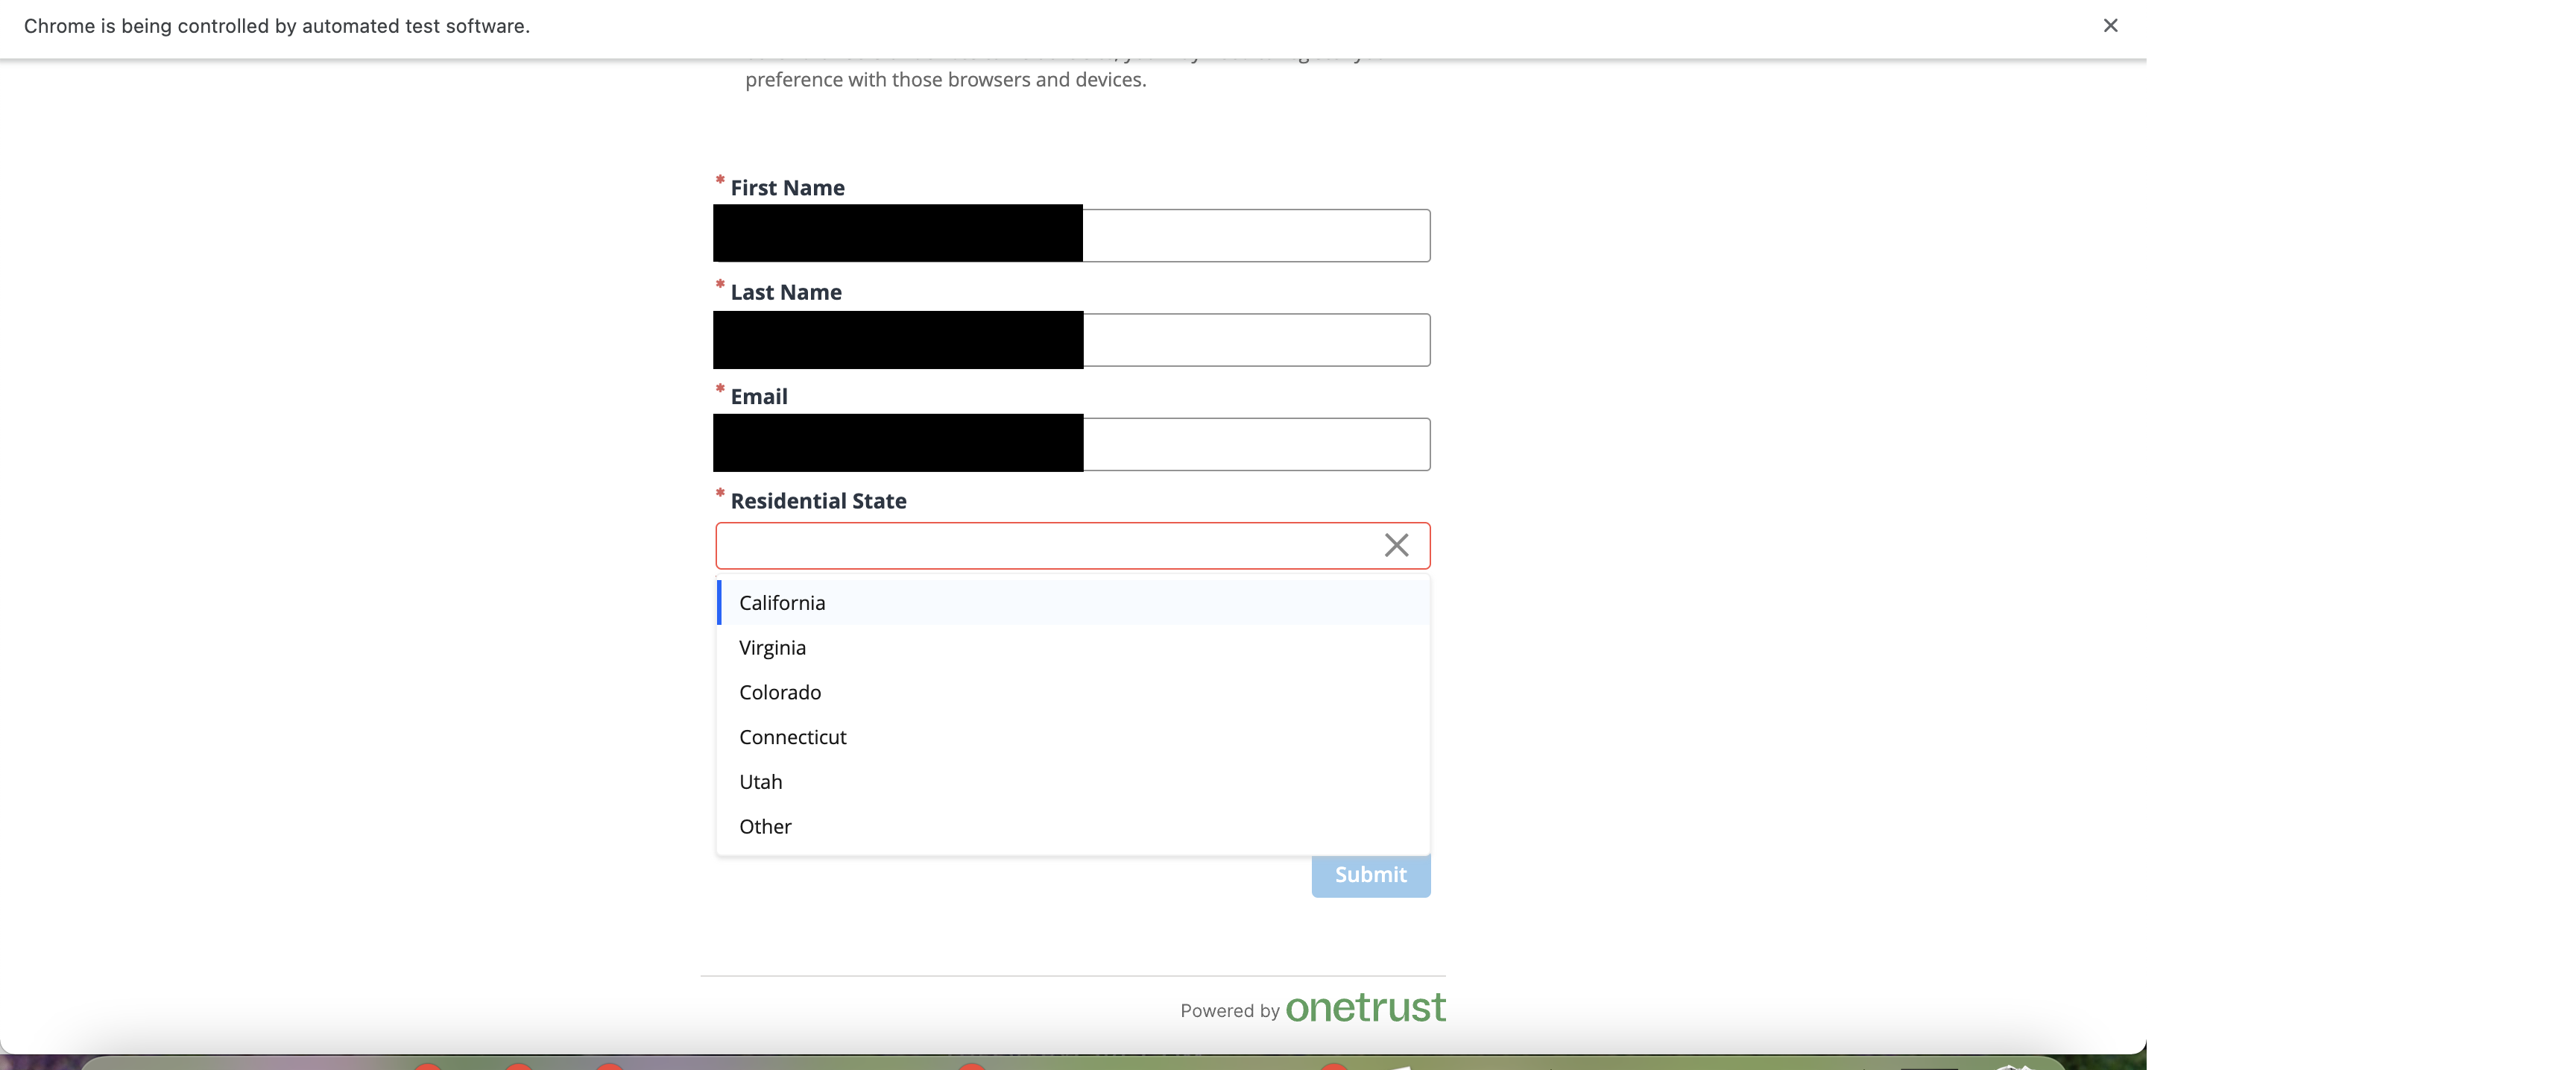 Chrome is being controlled by automated test software.
preference with those browsers and devices.
* First Name
* Last Name
* Email
* Residential State
California
Virginia
Colorado
Connecticut
Utah
Other
Submit
Powered by onetrust